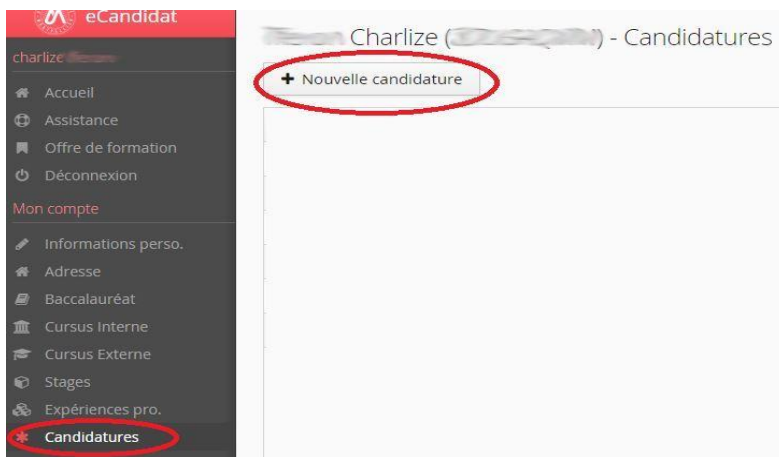 eCandidat
charlize
Accueil
Assistance
Offre de formation
Déconnexion
Mon compte
Informations perso.
Adresse
Baccalauréat
Cursus Interne
Cursus Externe
Stages
Expériences pro.
Candidatures
Charlize ( ) - Candidatures
+ Nouvelle candidature